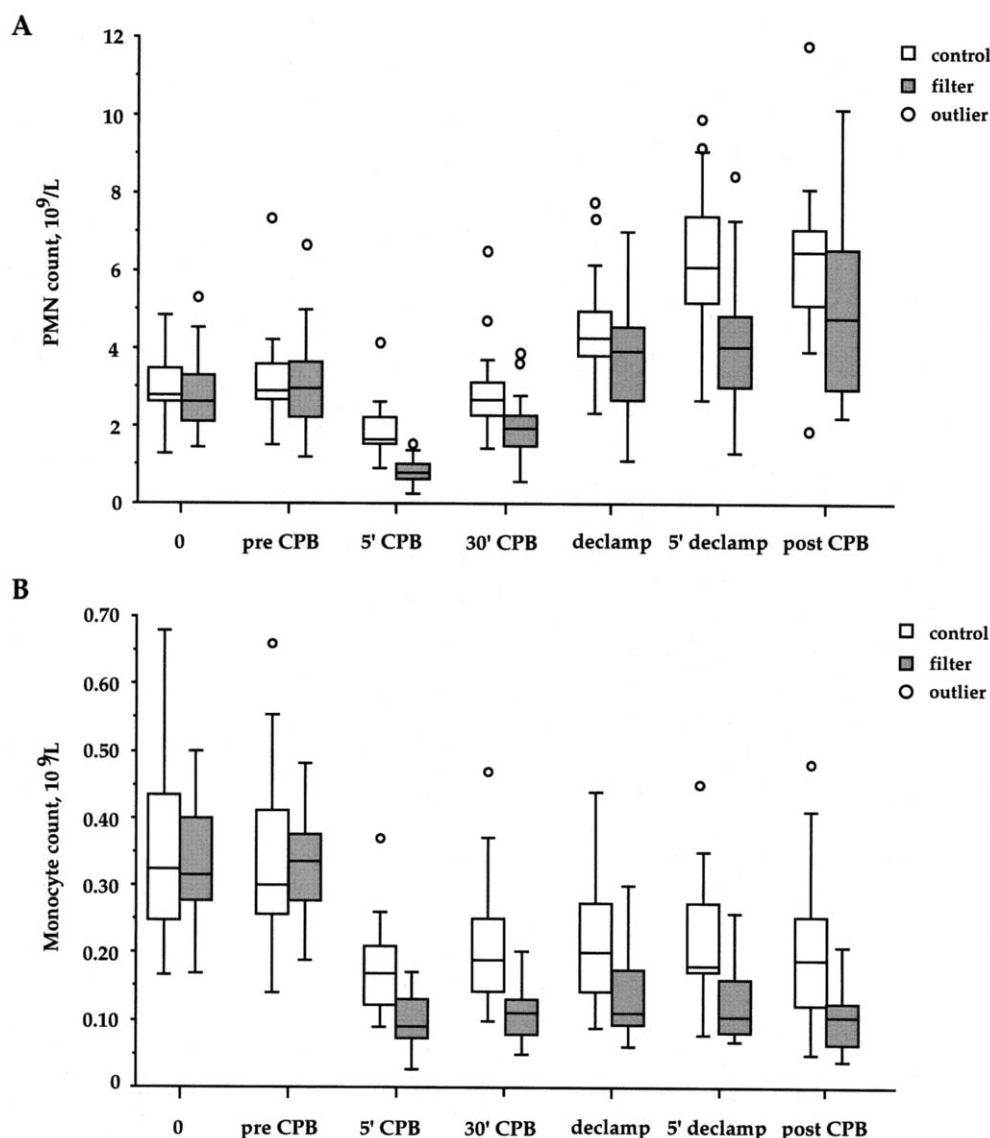 A
12
10
8
6
4
2
0
PMN count, 10⁹/L
control
filter
outlier
0 pre CPB 5' CPB 30' CPB declamp 5' declamp post CPB
B
0.70
0.60
0.50
0.40
0.30
0.20
0.10
0
Monocyte count, 10⁹/L
control
filter
outlier
0 pre CPB 5' CPB 30' CPB declamp 5' declamp post CPB